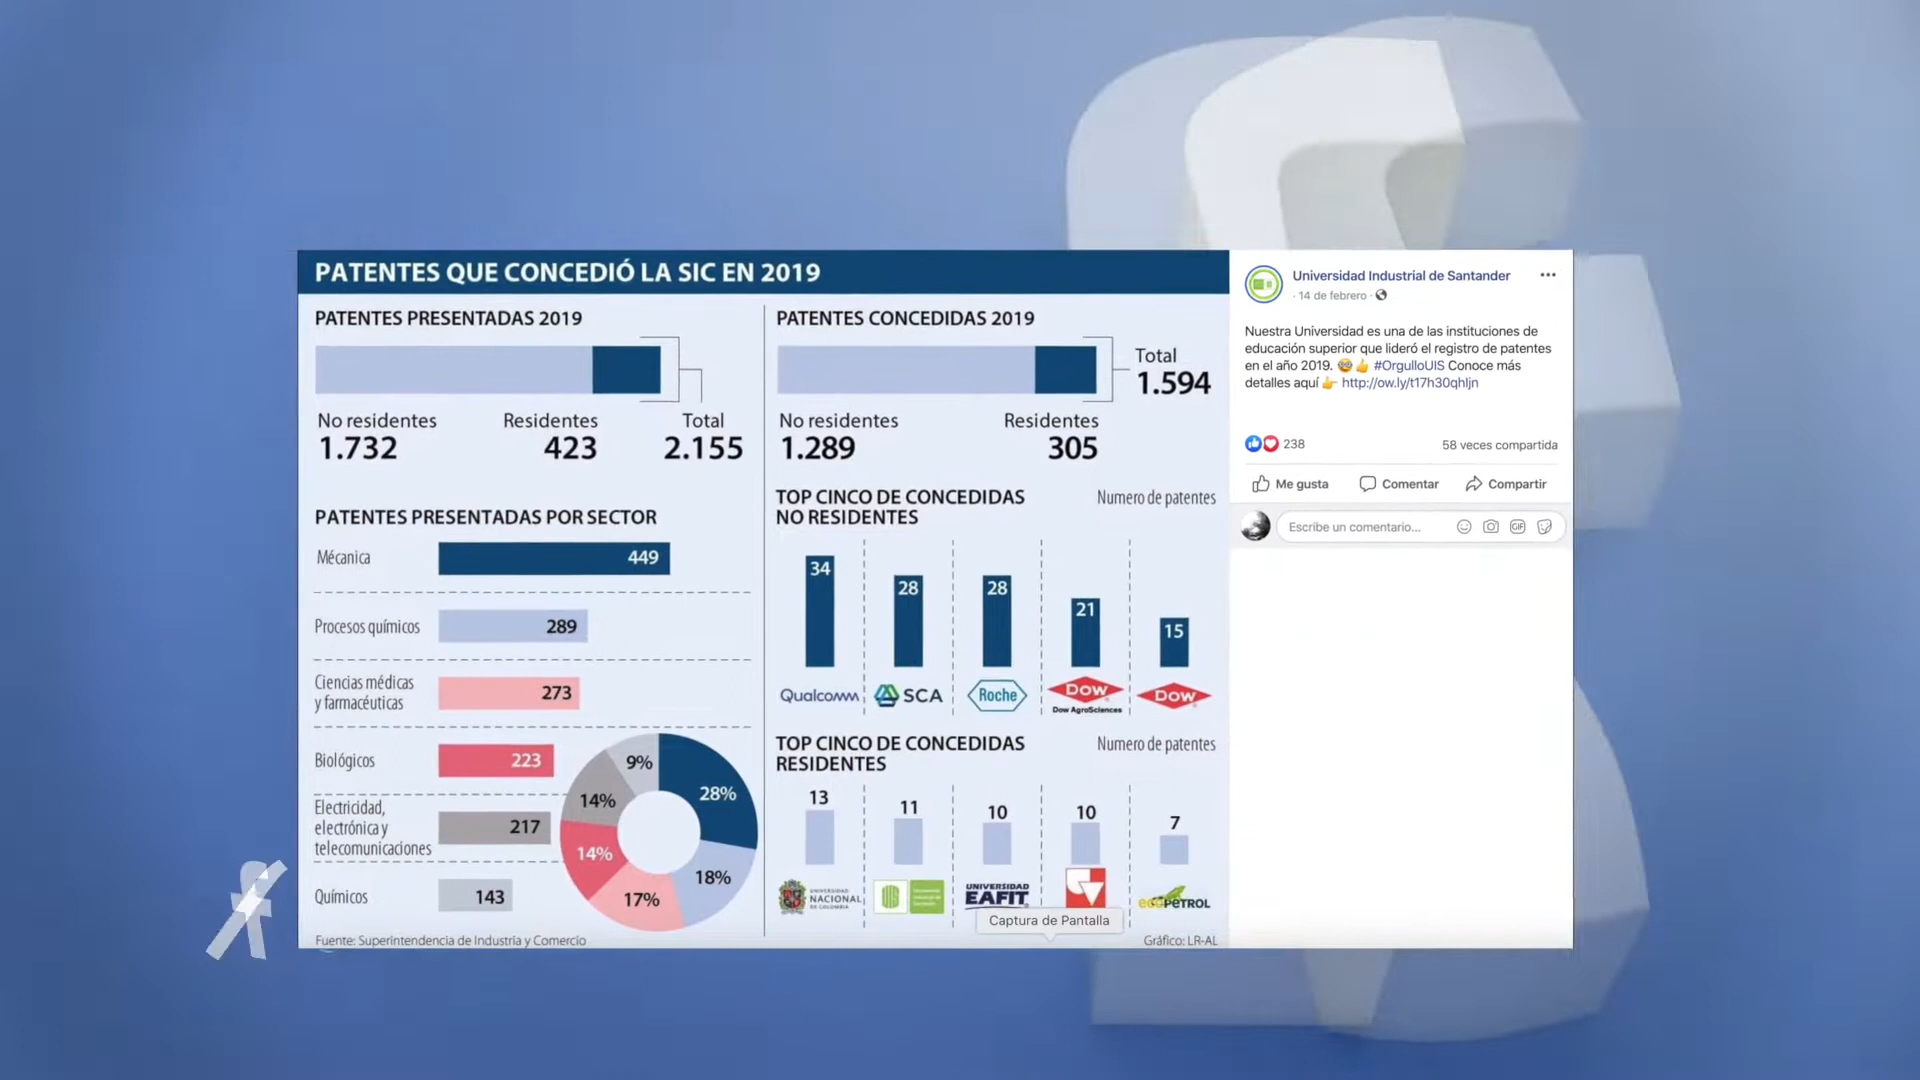 PATENTES QUE CONCEDIÓ LA SIC EN 2019
PATENTES PRESENTADAS 2019
No residentes
1.732
Residentes
423
Total
2.155
PATENTES PRESENTADAS POR SECTOR
Mécanica
449
Procesos químicos
289
Ciencias médicas
y farmacéuticas
273
Biológicos
223
Electricidad,
electrónica y
telecomunicaciones
217
Químicos
143
28%
18%
17%
14%
14%
9%
Fuente: Superintendencia de Industria y Comercio
PATENTES CONCEDIDAS 2019
Total
1.594
No residentes
1.289
Residentes
305
TOP CINCO DE CONCEDIDAS
NO RESIDENTES
Numero de patentes
34
28
28
21
15
Qualcomm
SCA
Roche
Dow
Dow AgroSciences
Dow
TOP CINCO DE CONCEDIDAS
RESIDENTES
Numero de patentes
13
11
10
10
7
UNIVERSIDAD
NACIONAL
DE COLOMBIA
UIS
UNIVERSIDAD
EAFIT
ecoPETROL
Captura de Pantalla
Gráfico: LR-AL
Universidad Industrial de Santander
· 14 de febrero ·
Nuestra Universidad es una de las instituciones de
educación superior que lideró el registro de patentes
en el año 2019. 🤓👍 #OrgulloUIS Conoce más
detalles aquí 👉 http://ow.ly/t17h30qhljn
238
58 veces compartida
Me gusta
Comentar
Compartir
Escribe un comentario...
GIF